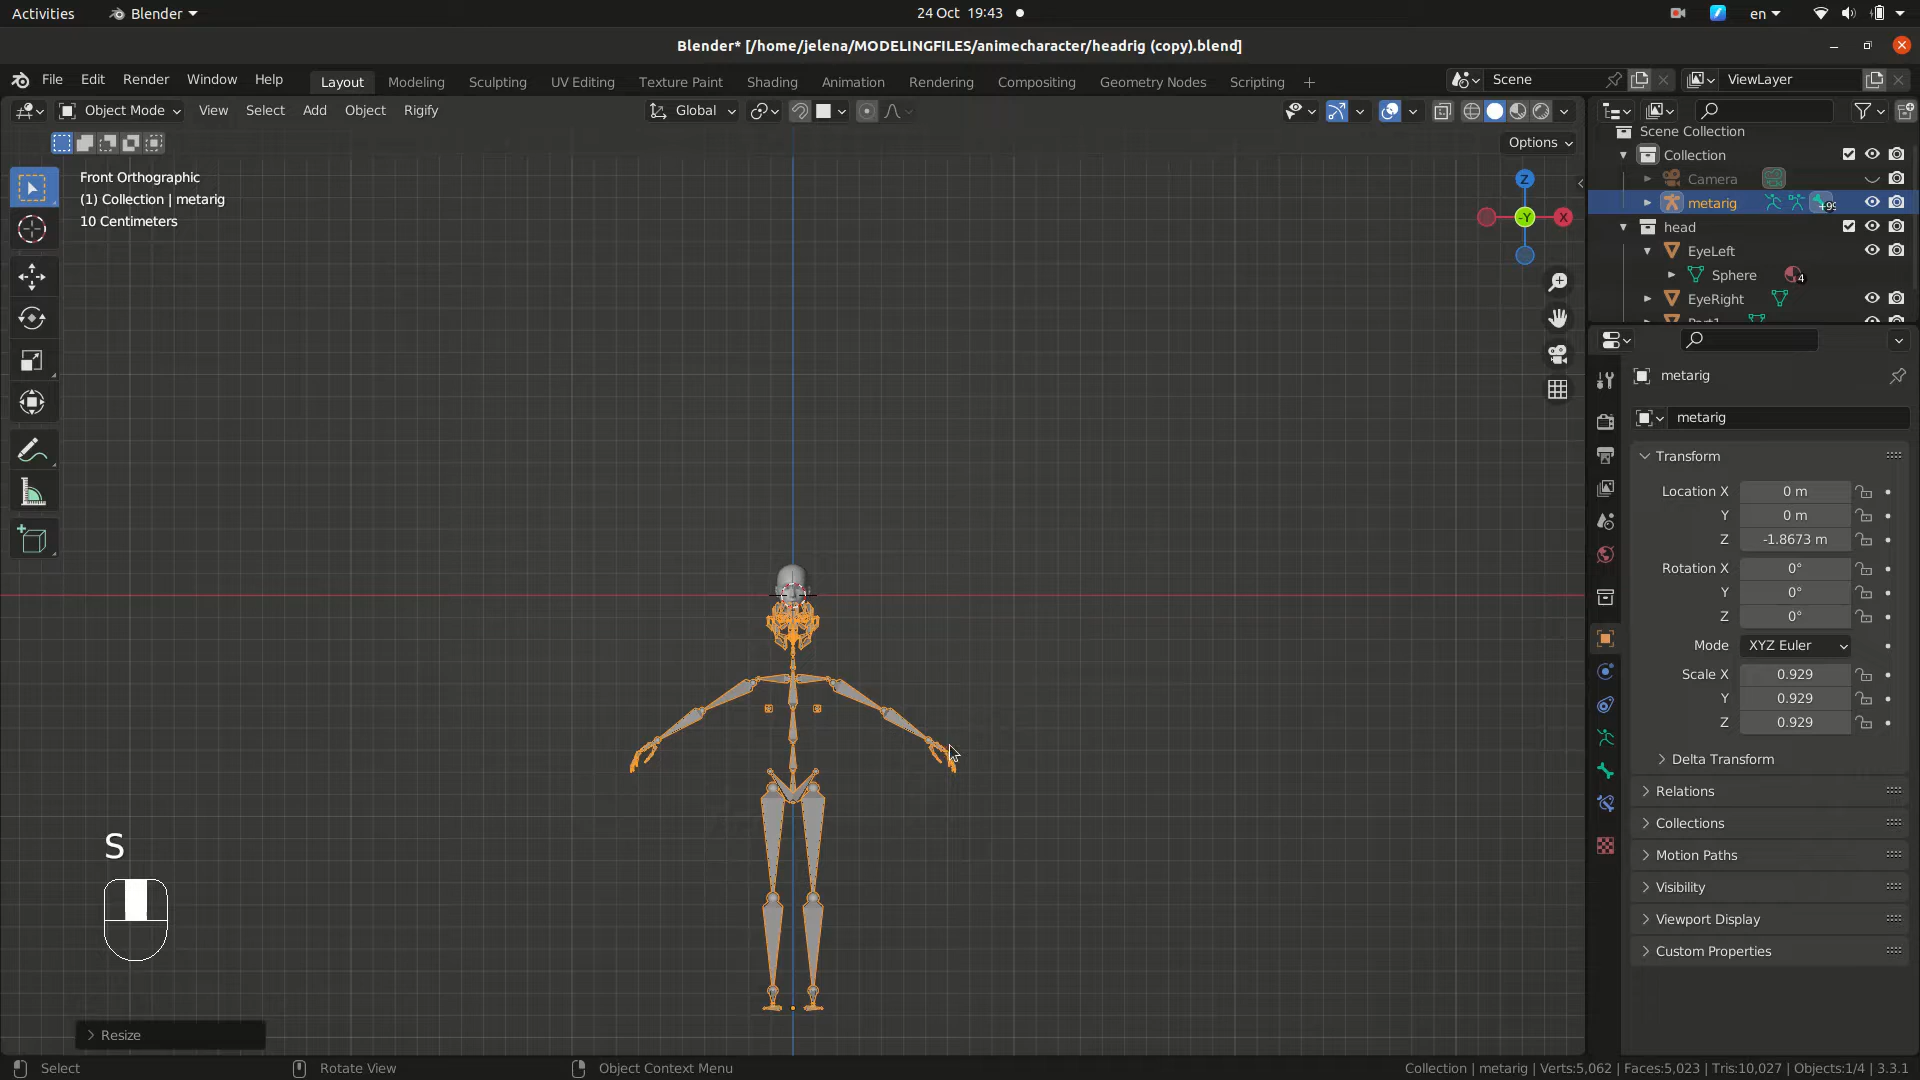 Activities
Blender
24 Oct 19:43
en
Blender* [/home/jelena/MODELINGFILES/animecharacter/headrig (copy).blend]
File Edit Render Window Help
Layout Modeling Sculpting UV Editing Texture Paint Shading Animation Rendering Compositing Geometry Nodes Scripting +
Scene
ViewLayer
Object Mode View Select Add Object Rigify
Global
Options
Front Orthographic
(1) Collection | metarig
10 Centimeters
Z
-Y
X
Scene Collection
Collection
Camera
metarig
head
EyeLeft
Sphere
4
EyeRight
metarig
metarig
Transform
Location X 0 m
Y 0 m
Z -1.8673 m
Rotation X 0°
Y 0°
Z 0°
Mode XYZ Euler
Scale X 0.929
Y 0.929
Z 0.929
Delta Transform
Relations
Collections
Motion Paths
Visibility
Viewport Display
Custom Properties
S
Resize
Select
Rotate View
Object Context Menu
Collection | metarig | Verts:5,062 | Faces:5,023 | Tris:10,027 | Objects:1/4 | 3.3.1